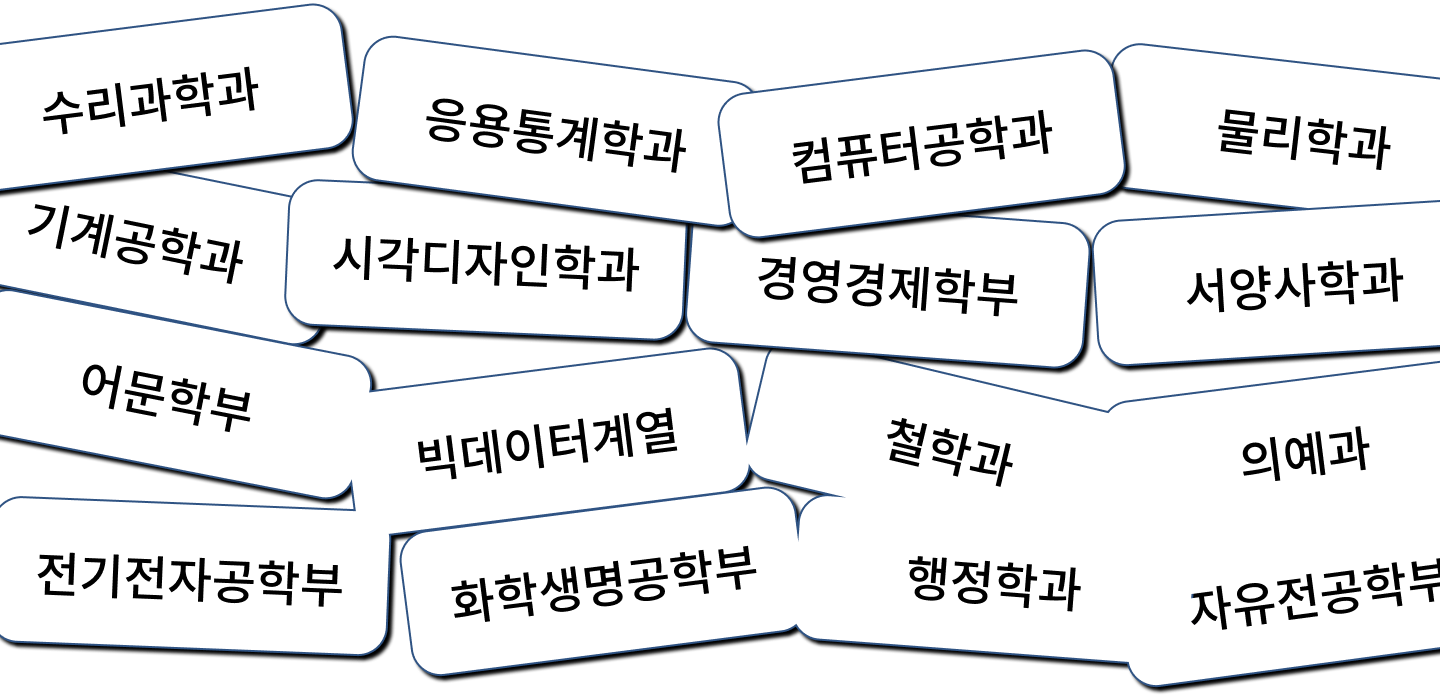 수리과학과
응용통계학과
컴퓨터공학과
물리학과
기계공학과
시각디자인학과
경영경제학부
서양사학과
어문학부
빅데이터계열
철학과
의예과
전기전자공학부
화학생명공학부
행정학과
자유전공학부